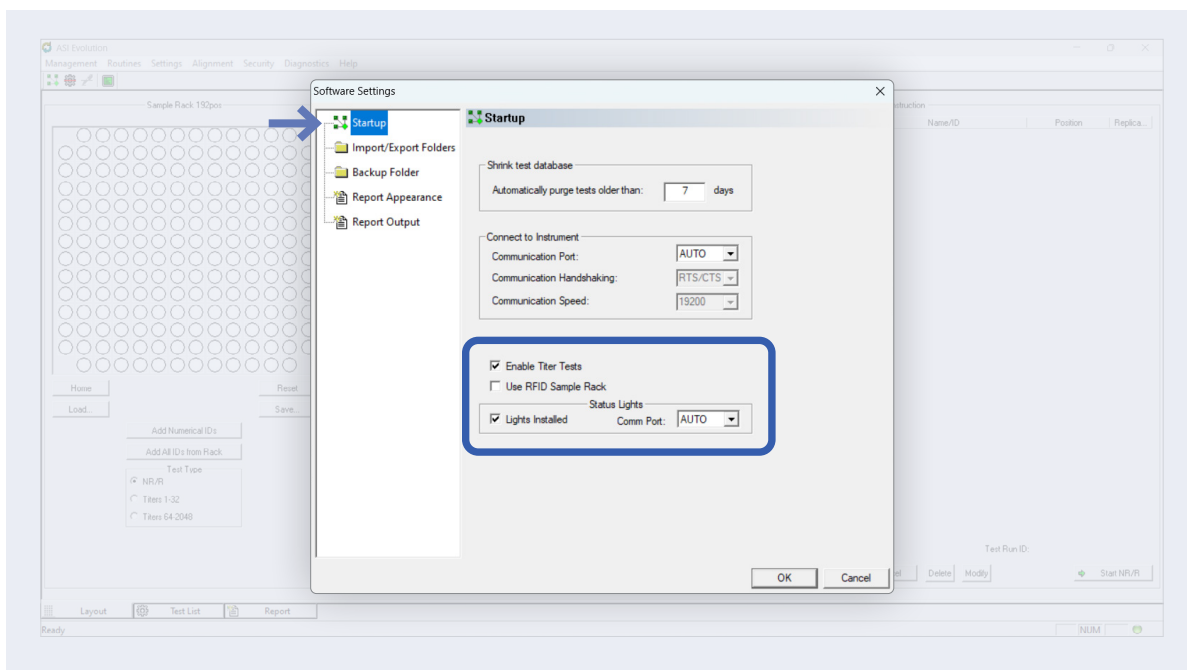 ASI Evolution
Management Routines Settings Alignment Security Diagnostics Help
Sample Rack 192pos
Software Settings
Startup
Import/Export Folders
Backup Folder
Report Appearance
Report Output
Startup
Shrink test database
Automatically purge tests older than: 7 days
Connect to Instrument
Communication Port: AUTO
Communication Handshaking: RTS/CTS
Communication Speed: 19200
Enable Titer Tests
Use RFID Sample Rack
Status Lights
Lights Installed Comm Port: AUTO
OK Cancel
Name/ID Position Replica...
Home Reset
Load... Save...
Add Numerical IDs
Add All IDs from Rack
Test Type
NR/R
Titers 1-32
Titers 64-2048
Test Run ID:
Delete Modify Start NR/R
Layout Test List Report
Ready NUM